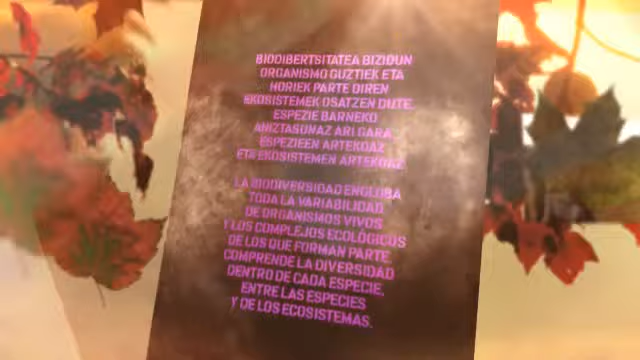 BIODIBERTSITATEA BIZIDUN
ORGANISMO GUZTIEK ETA
HORIEK PARTE DIREN
EKOSISTEMEK OSATZEN DUTE.
ESPEZIE BARNEKO
ANIZTASUNAZ ARI GARA
ESPEZIEEN ARTEKOAZ
ETA EKOSISTEMEN ARTEKOAZ
LA BIODIVERSIDAD ENGLOBA
TODA LA VARIABILIDAD
DE ORGANISMOS VIVOS
Y LOS COMPLEJOS ECOLÓGICOS
DE LOS QUE FORMAN PARTE
COMPRENDE LA DIVERSIDAD
DENTRO DE CADA ESPECIE,
ENTRE LAS ESPECIES
Y DE LOS ECOSISTEMAS.